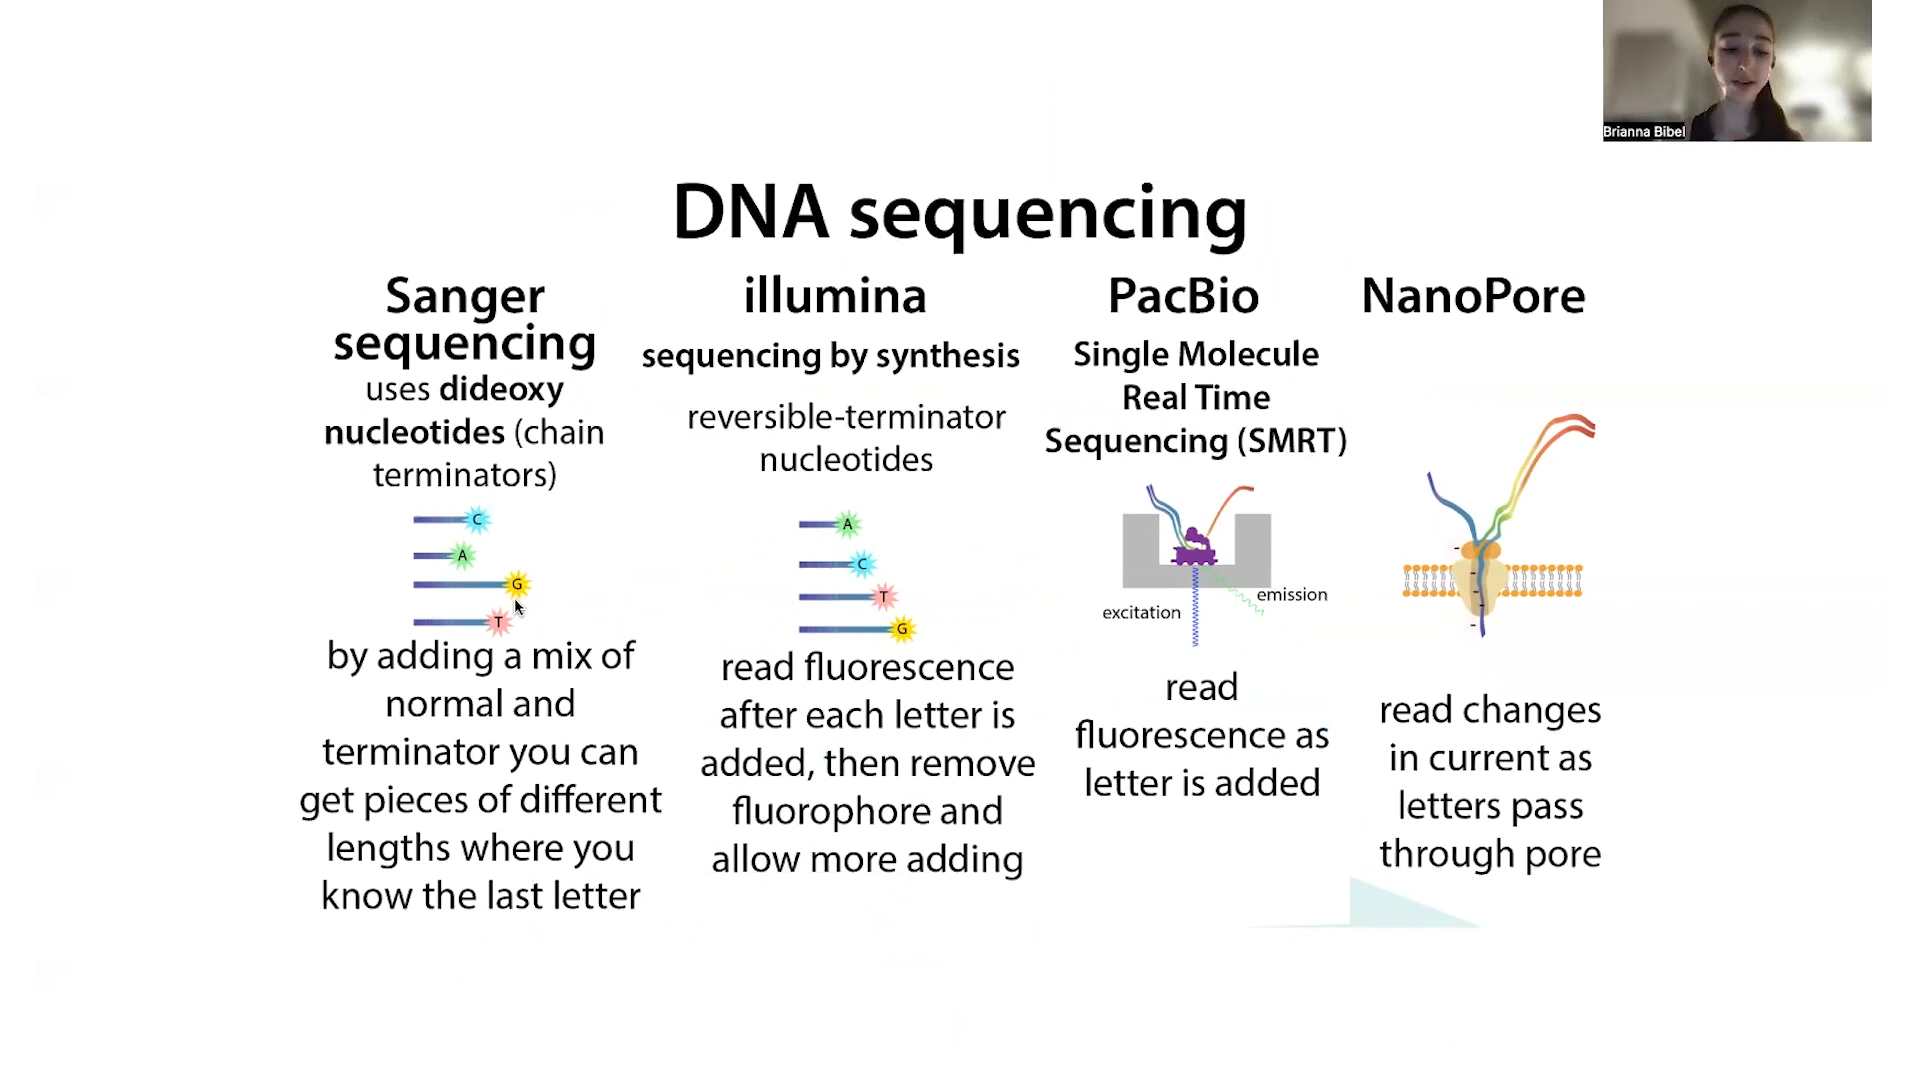 Brianna Bibel
DNA sequencing
Sanger
sequencing
uses dideoxy
nucleotides (chain
terminators)
C
A
G
T
by adding a mix of
normal and
terminator you can
get pieces of different
lengths where you
know the last letter
illumina
sequencing by synthesis
reversible-terminator
nucleotides
A
C
T
G
read fluorescence
after each letter is
added, then remove
fluorophore and
allow more adding
PacBio
Single Molecule
Real Time
Sequencing (SMRT)
excitation
emission
read
fluorescence as
letter is added
NanoPore
-
-
-
-
-
read changes
in current as
letters pass
through pore